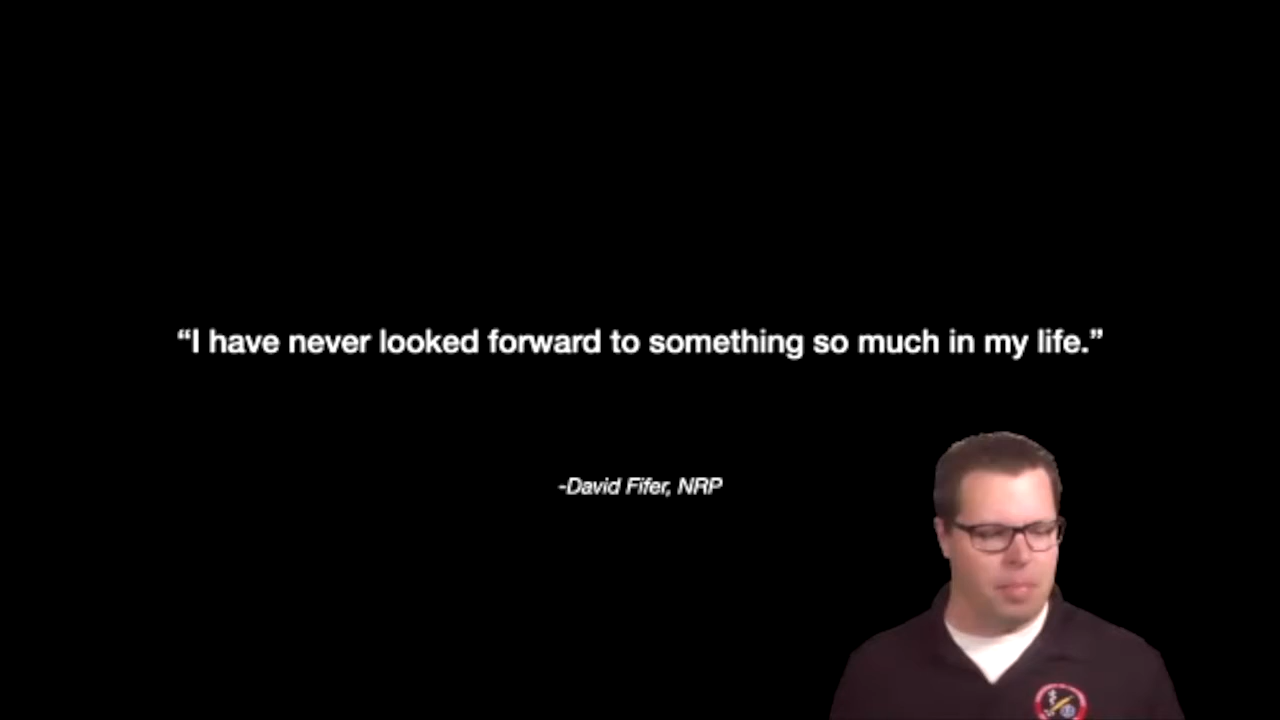 “I have never looked forward to something so much in my life.”
-David Fifer, NRP